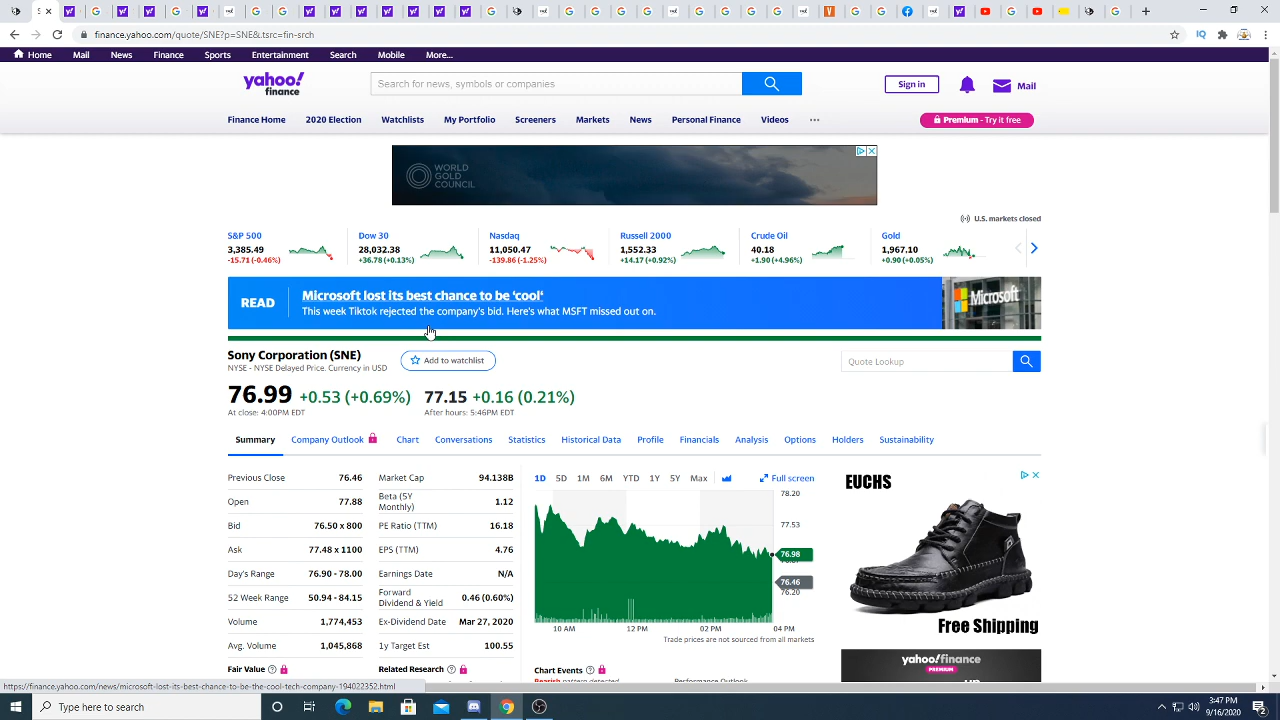 S
finance.yahoo.com/quote/SNE?p=SNE&.tsrc=fin-srch
IQ
Home Mail News Finance Sports Entertainment Search Mobile More...
yahoo!
finance
Search for news, symbols or companies
Sign in
Mail
Finance Home 2020 Election Watchlists My Portfolio Screeners Markets News Personal Finance Videos ...
Premium - Try it free
WORLD
GOLD
COUNCIL
U.S. markets closed
S&P 500 Dow 30 Nasdaq Russell 2000 Crude Oil Gold
3,385.49 28,032.38 11,050.47 1,552.33 40.18 1,967.10
-15.71 (-0.46%) +36.78 (+0.13%) -139.86 (-1.25%) +14.17 (+0.92%) +1.90 (+4.96%) +0.90 (+0.05%)
READ
Microsoft lost its best chance to be 'cool'
This week Tiktok rejected the company's bid. Here's what MSFT missed out on.
Microsoft
Sony Corporation (SNE)
NYSE - NYSE Delayed Price. Currency in USD
Add to watchlist
Quote Lookup
76.99 +0.53 (+0.69%) 77.15 +0.16 (0.21%)
At close: 4:00PM EDT After hours: 5:46PM EDT
Summary Company Outlook Chart Conversations Statistics Historical Data Profile Financials Analysis Options Holders Sustainability
Previous Close 76.46
Open 77.88
Bid 76.50 x 800
Ask 77.48 x 1100
Day's Range 76.90 - 78.00
52 Week Range 50.94 - 84.15
Volume 1,774,453
Avg. Volume 1,045,868
Market Cap 94.138B
Beta (5Y
Monthly) 1.12
PE Ratio (TTM) 16.18
EPS (TTM) 4.76
Earnings Date N/A
Forward
Dividend & Yield 0.46 (0.60%)
Ex-Dividend Date Mar 27, 2020
1y Target Est 100.55
Fair Value Related Research
1D 5D 1M 6M YTD 1Y 5Y Max Full screen
78.20
77.53
76.98
76.46
76.20
10 AM 12 PM 02 PM 04 PM
Trade prices are not sourced from all markets
Chart Events
Bearish pattern detected
Performance Outlook
EUCHS
Free Shipping
yahoo!finance
PREMIUM
https://finance.yahoo.com/news/microsoft-lost-its-best-chance-to-be-the-cool-tech-company-194022352.html
Type here to search
3:47 PM
9/16/2020
2